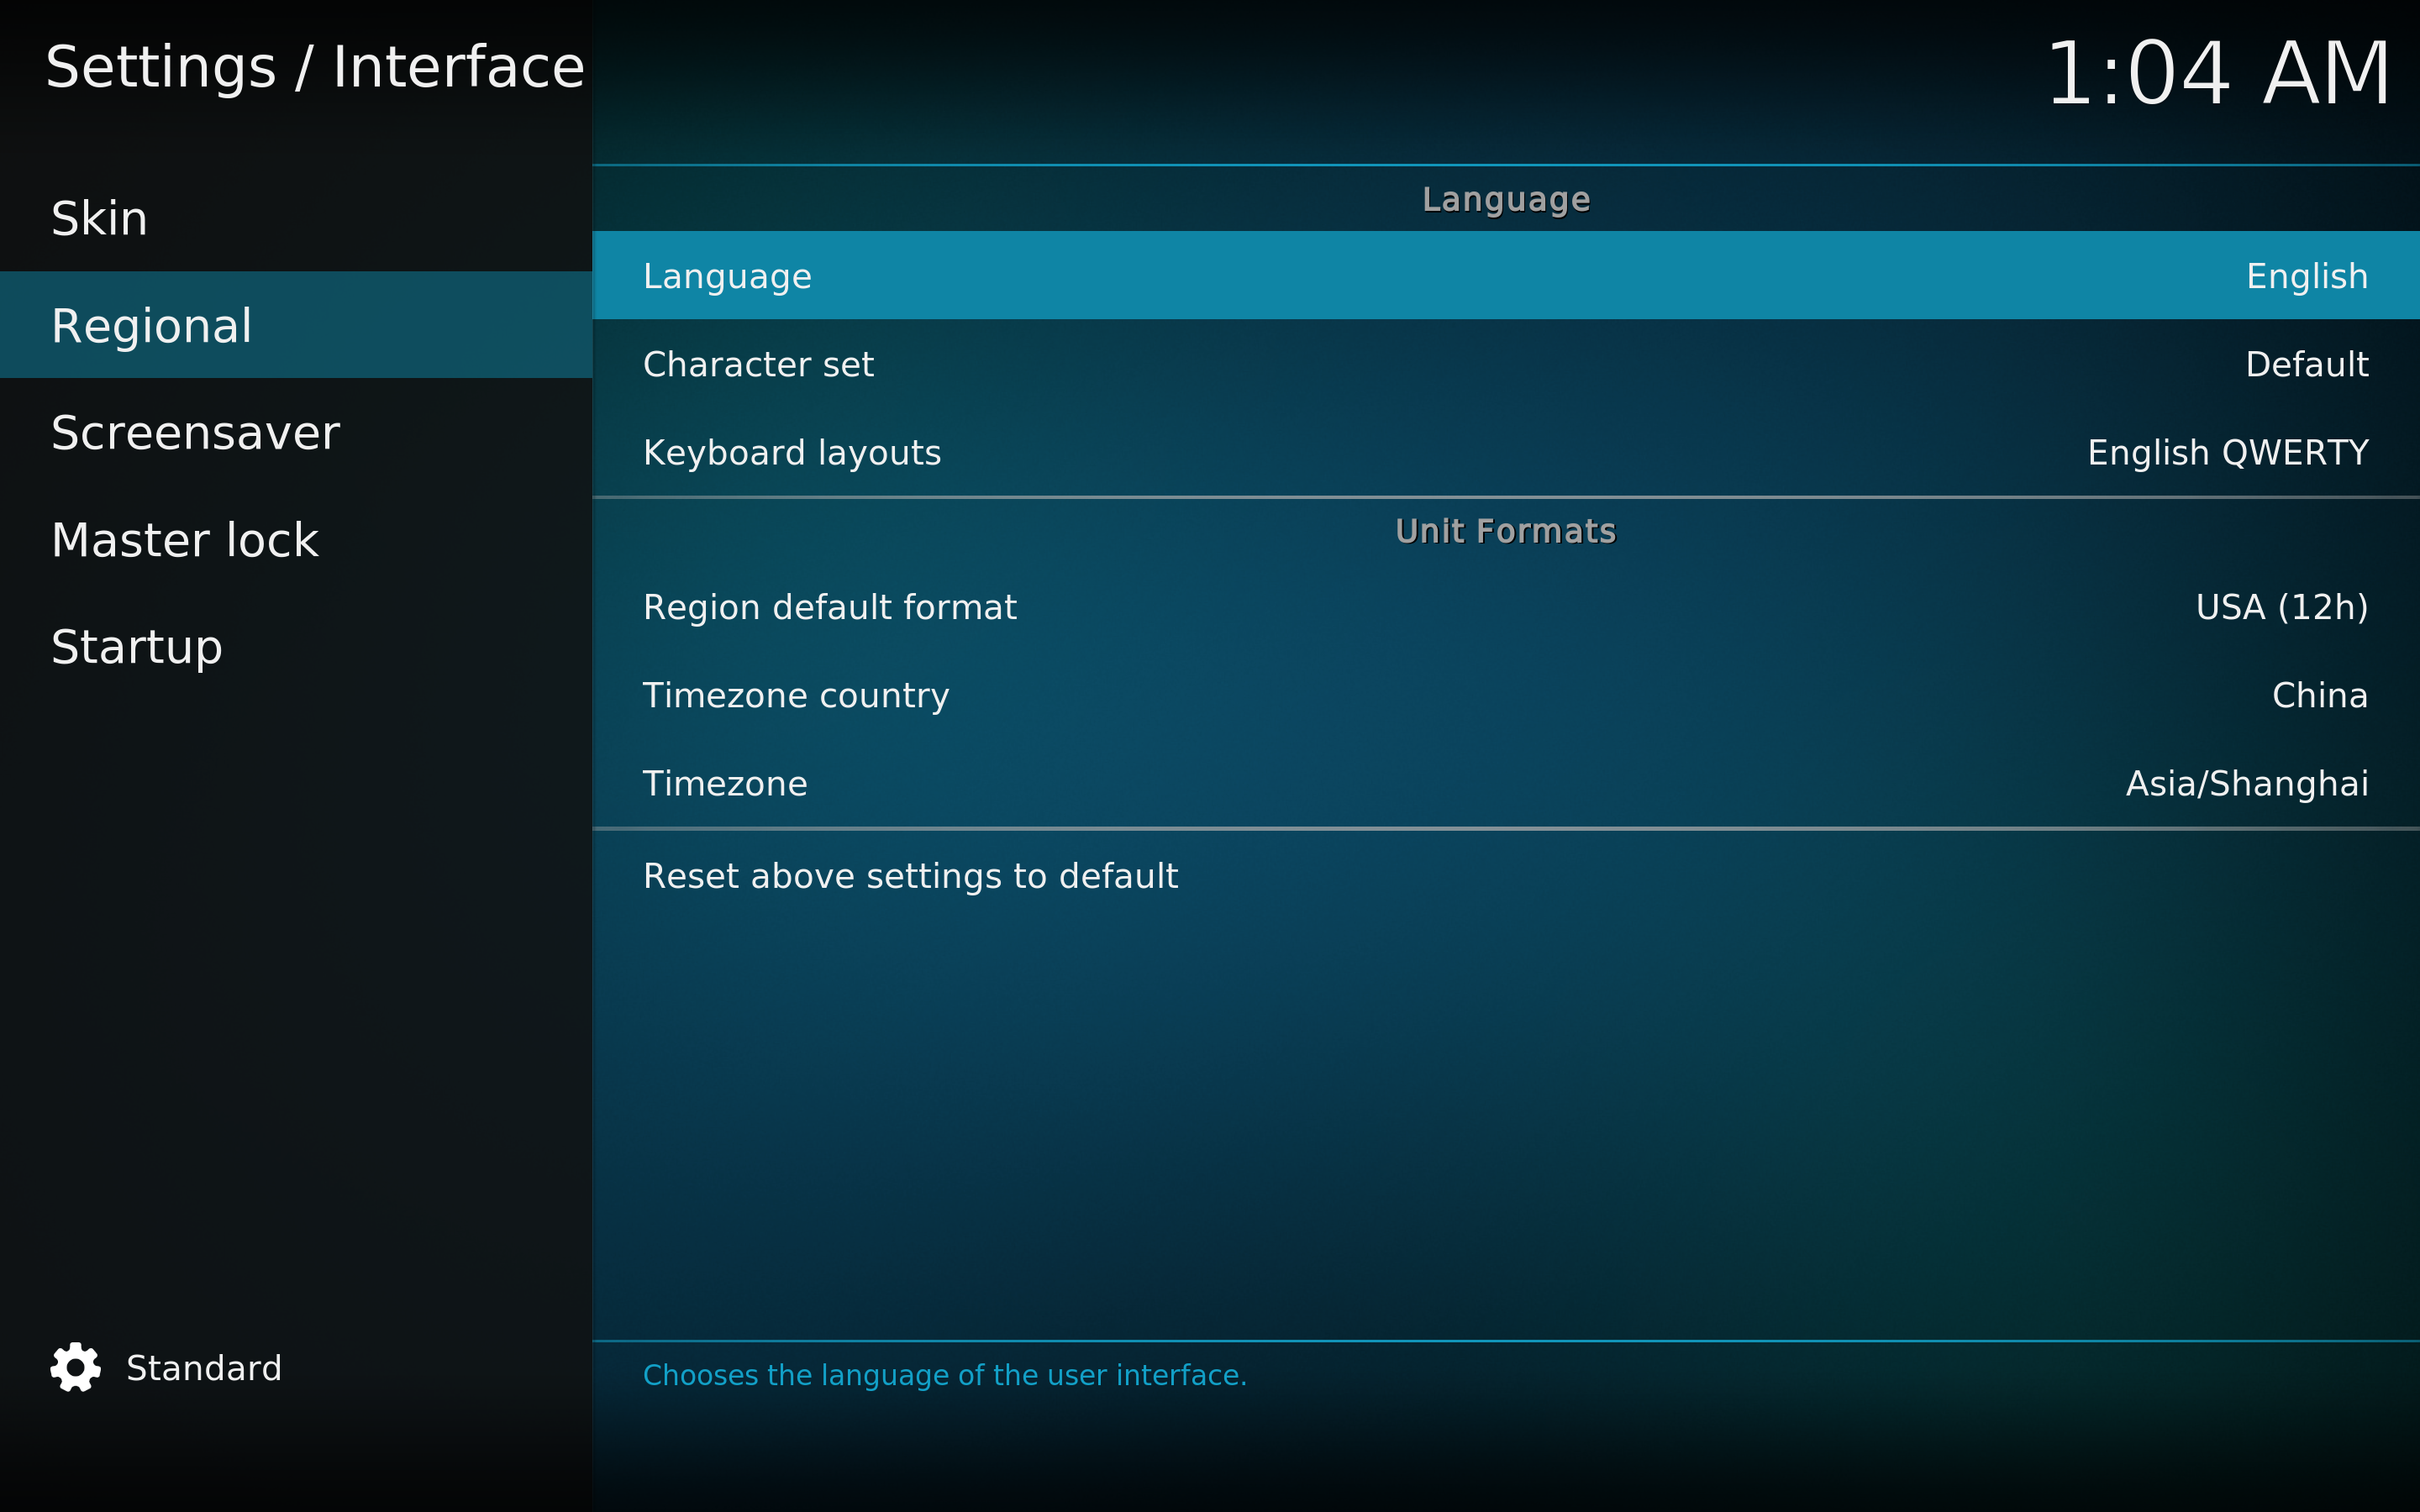 Settings / Interface
1:04 AM
Skin
Regional
Screensaver
Master lock
Startup
Standard
Language
Language English
Character set Default
Keyboard layouts English QWERTY
Unit Formats
Region default format USA (12h)
Timezone country China
Timezone Asia/Shanghai
Reset above settings to default
Chooses the language of the user interface.